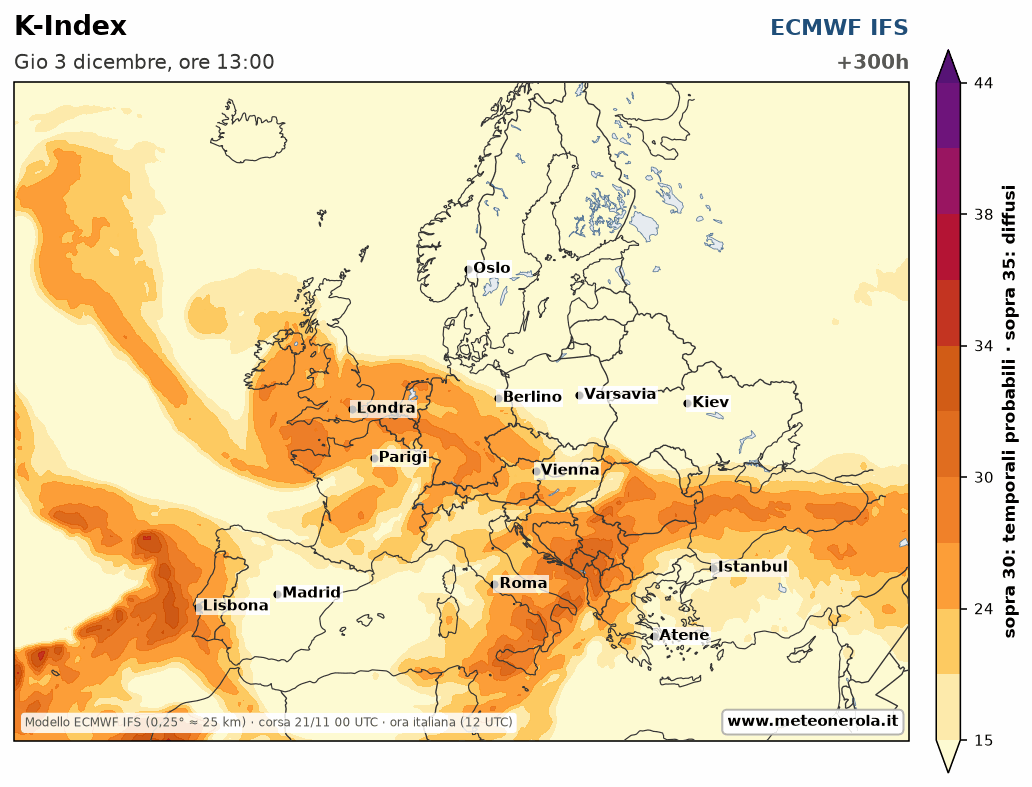 K-Index
ECMWF IFS
Gio 3 dicembre, ore 13:00
+300h
44
38
34
30
24
15
sopra 30: temporali probabili · sopra 35: diffusi
Oslo
Berlino
Varsavia
Kiev
Londra
Parigi
Vienna
Istanbul
Roma
Madrid
Lisbona
Atene
Modello ECMWF IFS (0,25° ≈ 25 km) · corsa 21/11 00 UTC · ora italiana (12 UTC)
www.meteonerola.it